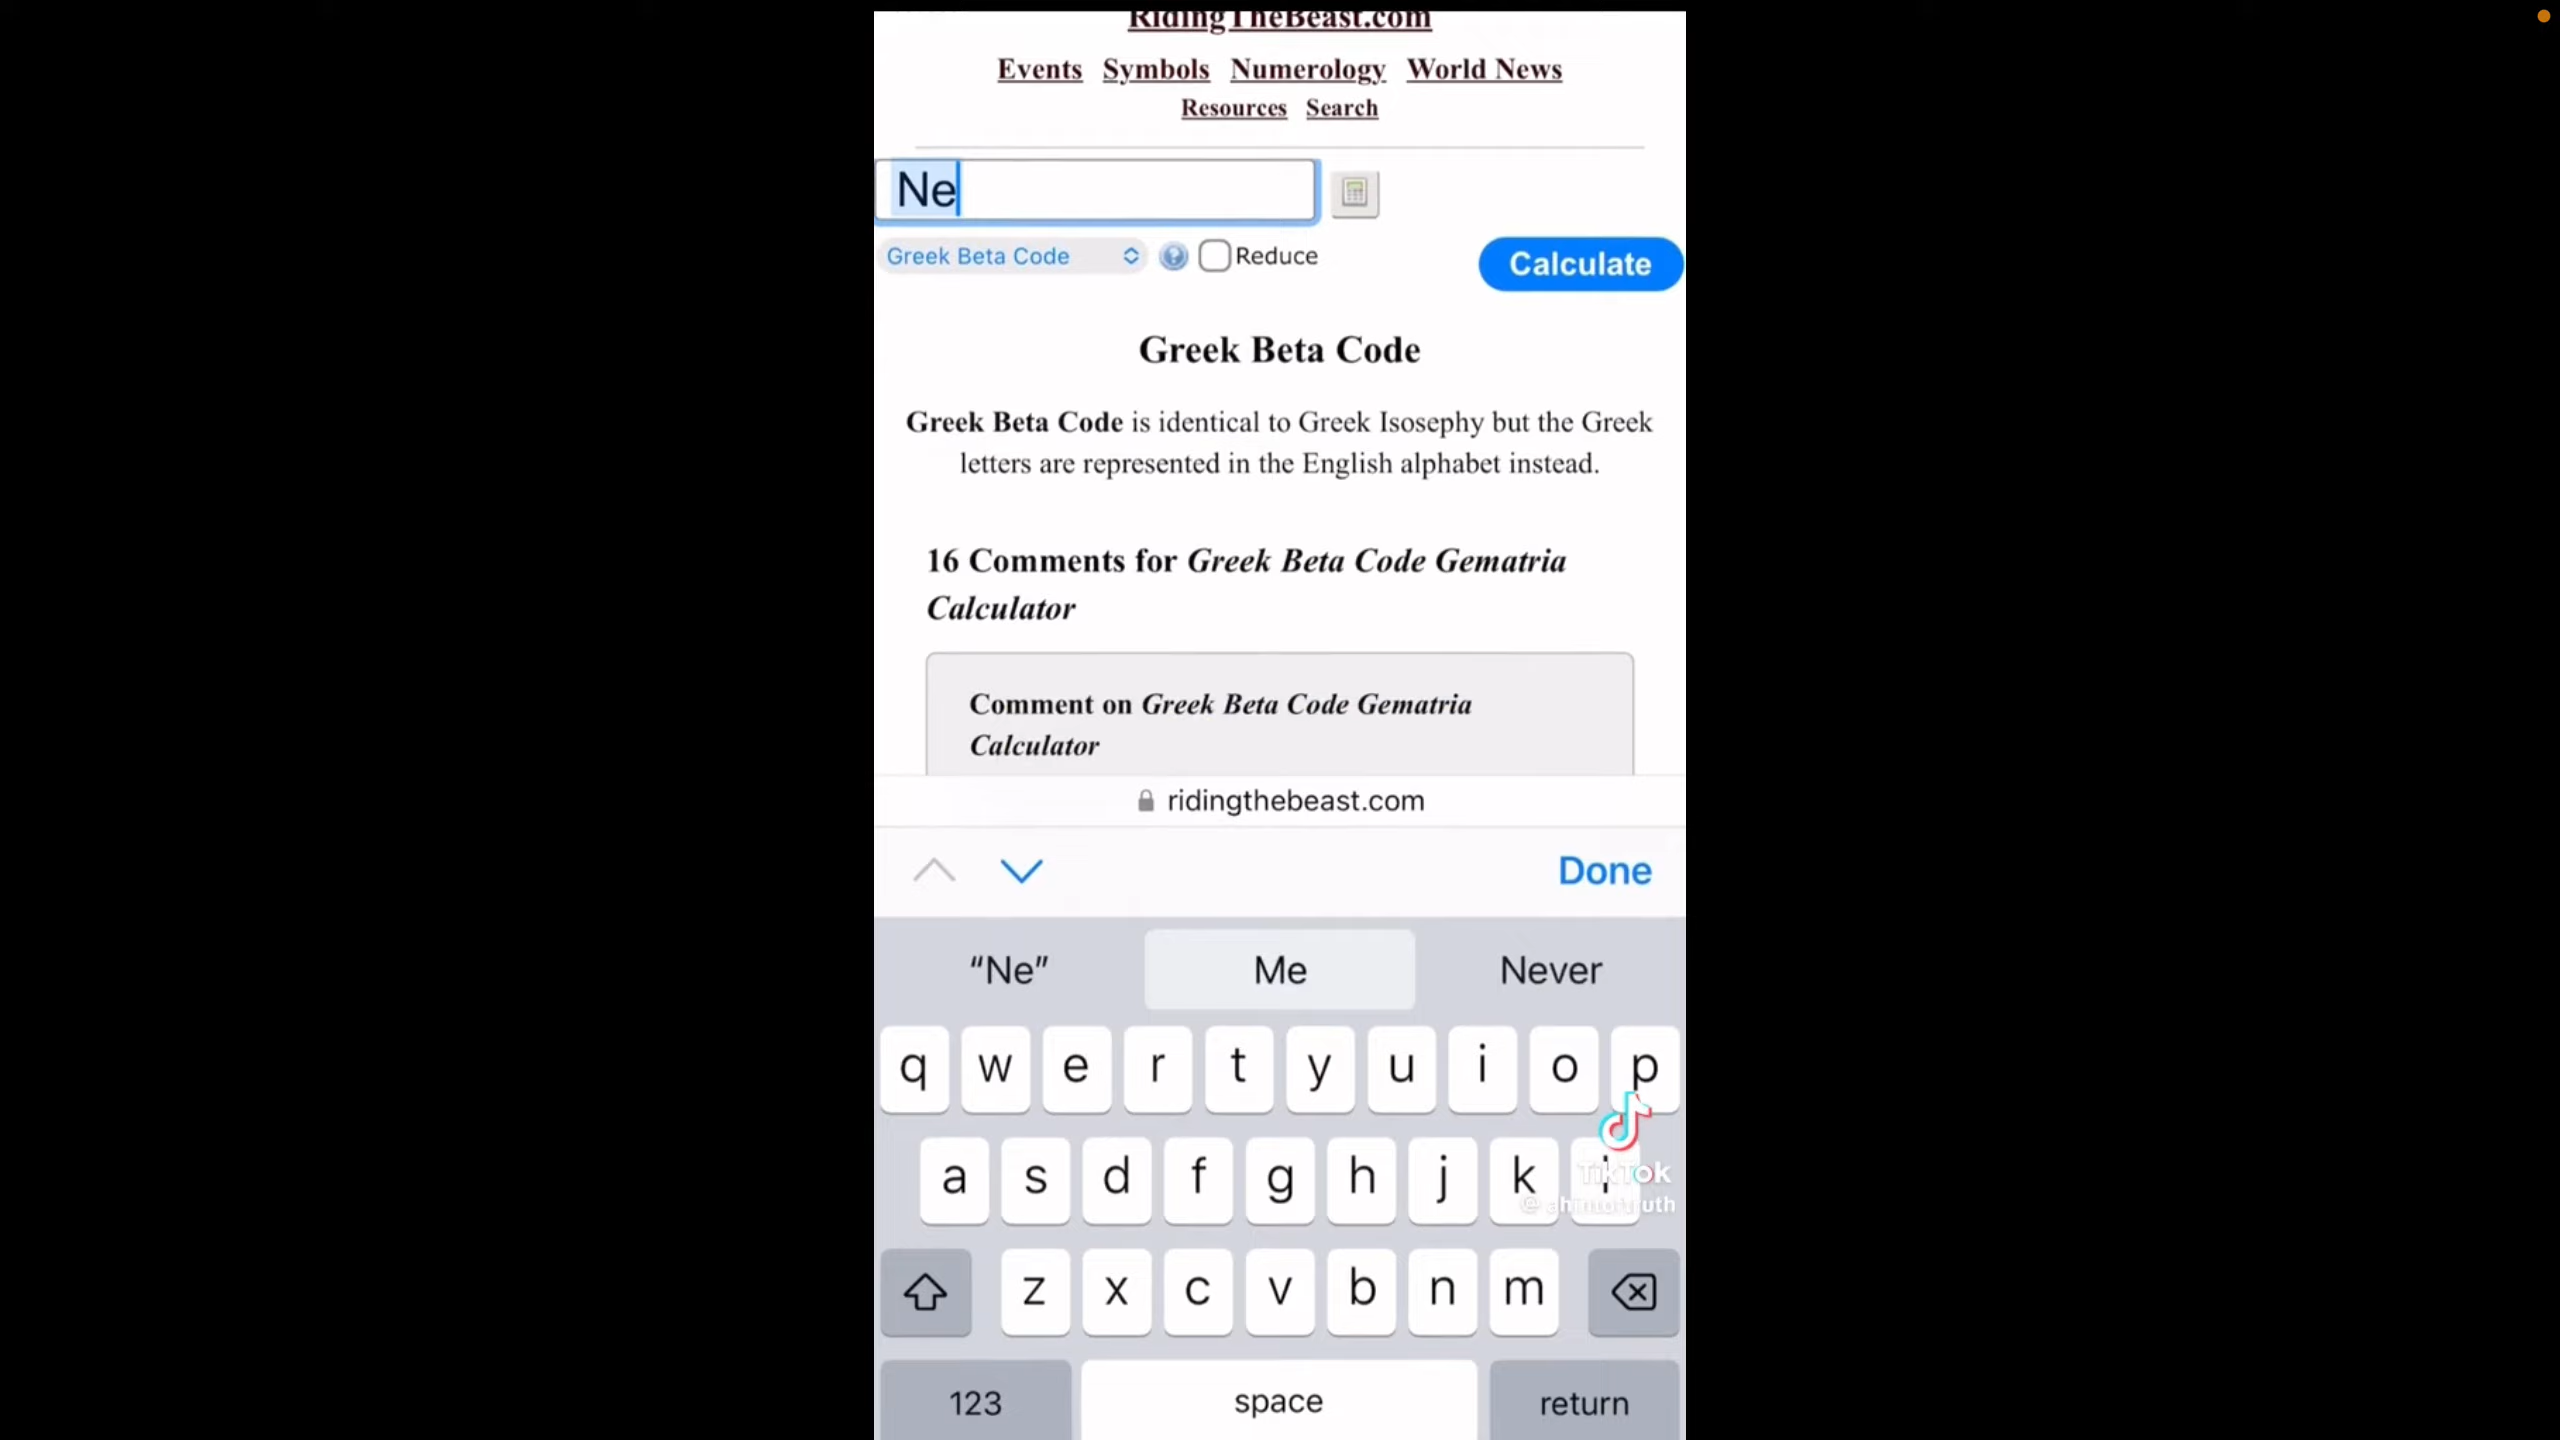 RidingTheBeast.com
Events Symbols Numerology World News
Resources Search
Ne
Greek Beta Code Reduce
Calculate
Greek Beta Code
Greek Beta Code is identical to Greek Isosephy but the Greek
letters are represented in the English alphabet instead.
16 Comments for Greek Beta Code Gematria
Calculator
Comment on Greek Beta Code Gematria
Calculator
ridingthebeast.com
Done
“Ne” Me Never
q w e r t y u i o p
a s d f g h j k l
TikTok
z x c v b n m
123 space return